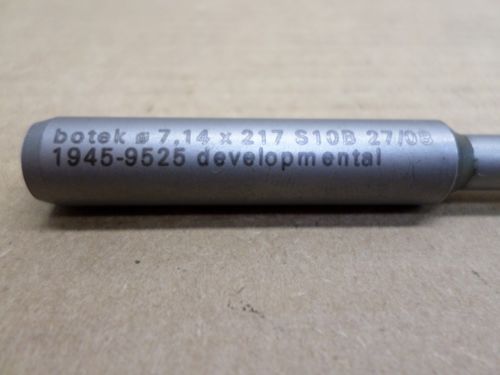 botek ø 7,14 x 217 S10B 27/08
1945-9525 developmental